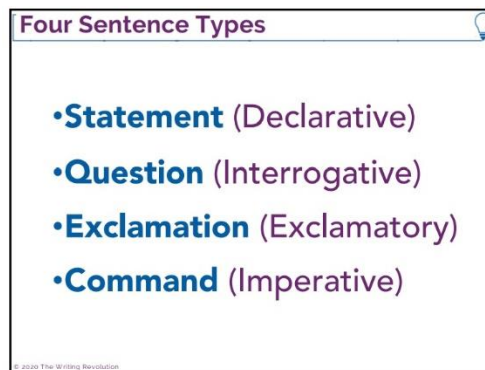 Four Sentence Types
•Statement (Declarative)
•Question (Interrogative)
•Exclamation (Exclamatory)
•Command (Imperative)
© 2020 The Writing Revolution